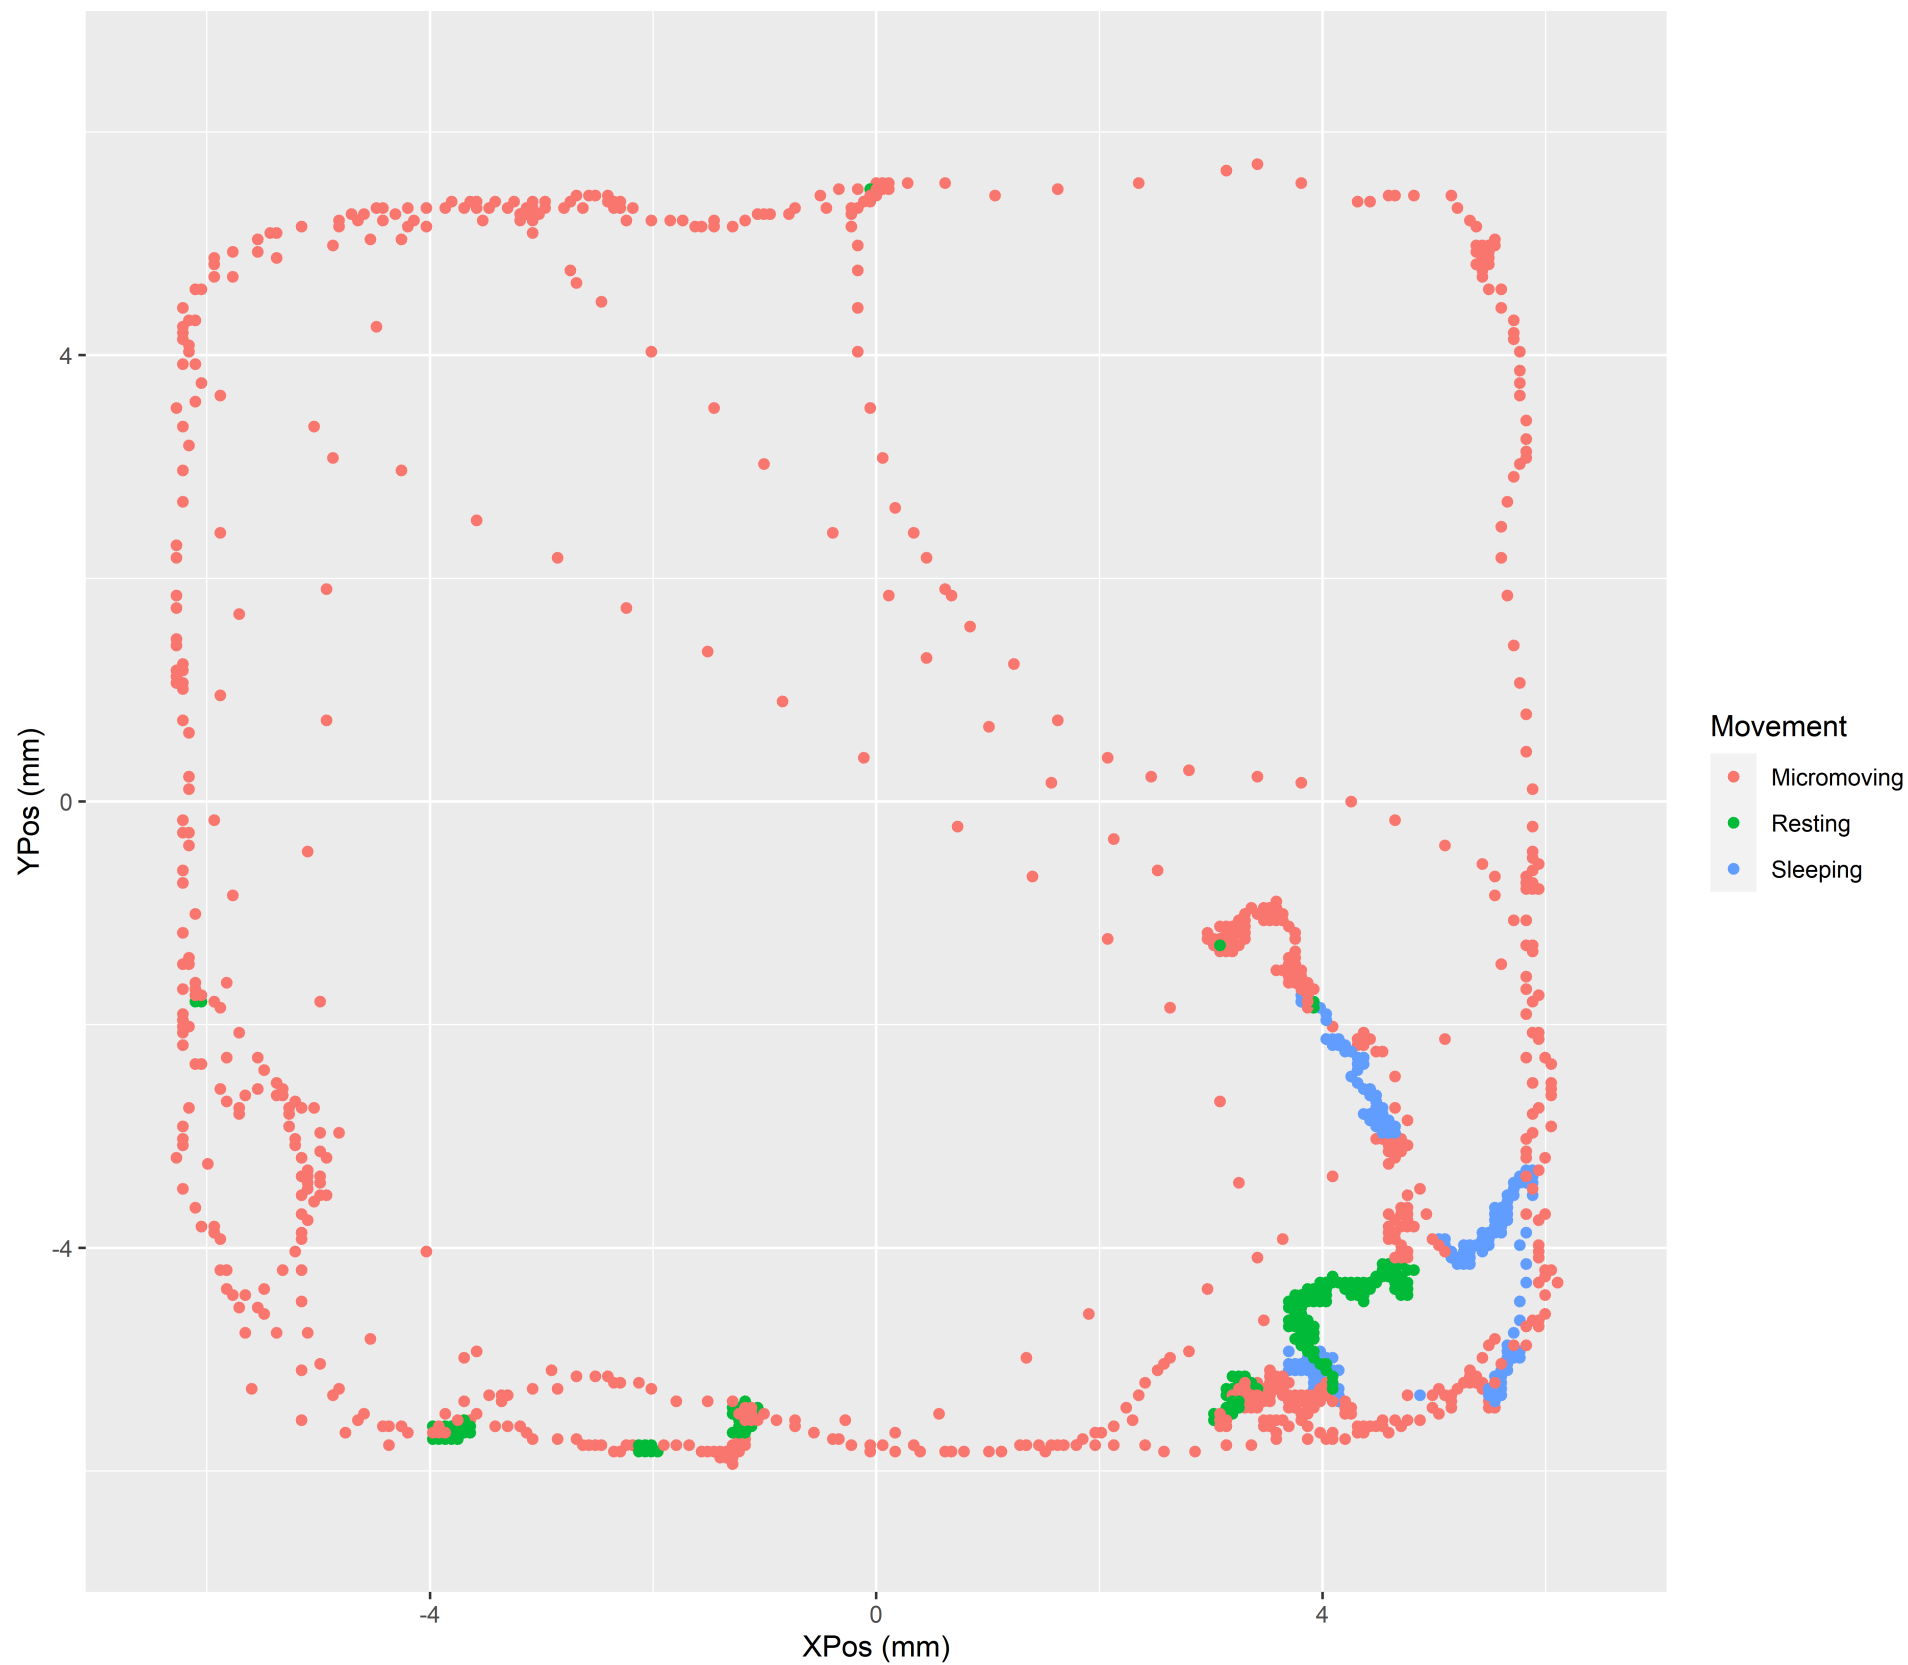 4
0
-4
-4
0
4
XPos (mm)
YPos (mm)
Movement
Micromoving
Resting
Sleeping